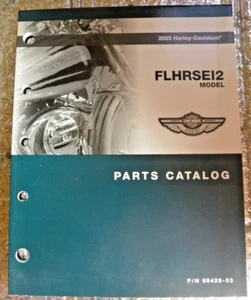 2003 Harley-Davidson®
FLHRSEI2
MODEL
PARTS CATALOG
P/N 99428-03